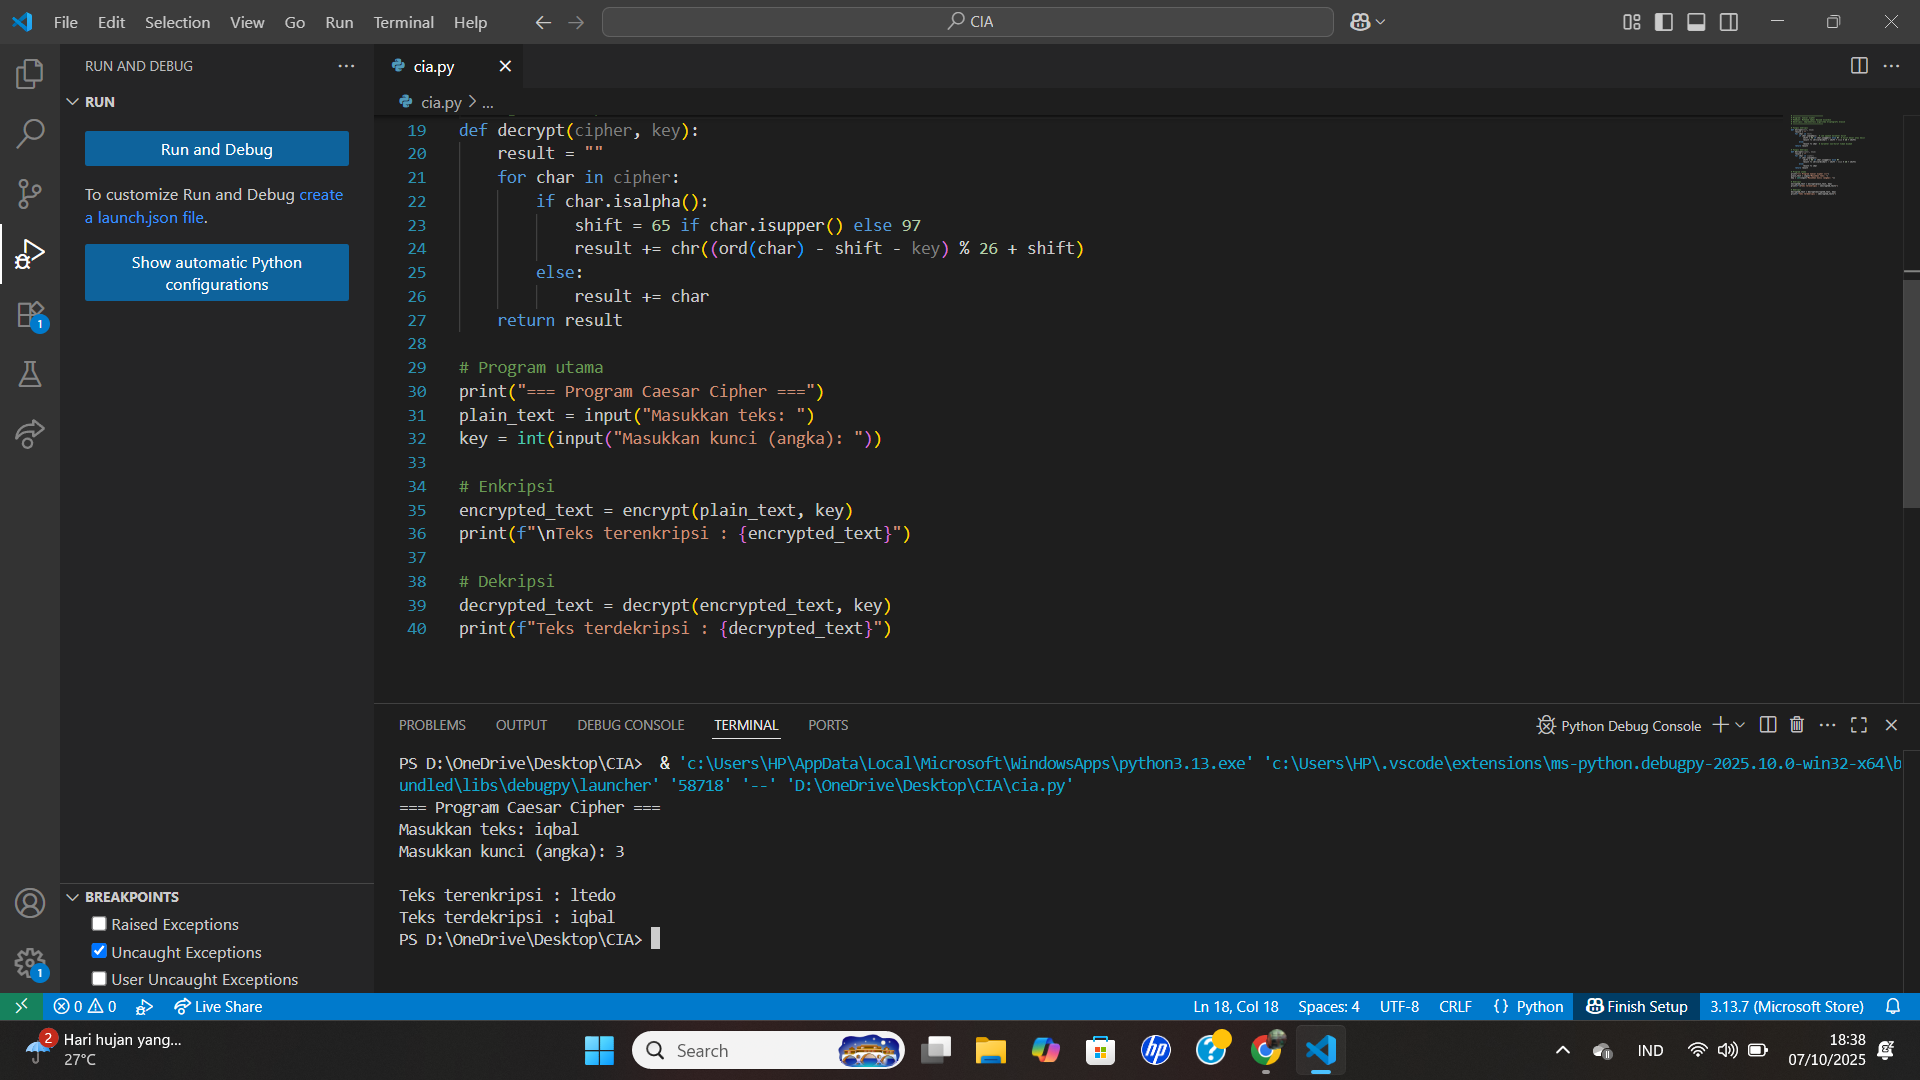 File Edit Selection View Go Run Terminal Help
CIA
RUN AND DEBUG
RUN
Run and Debug
To customize Run and Debug create
a launch.json file.
Show automatic Python
configurations
1
cia.py
cia.py > ...
19 def decrypt(cipher, key):
20 result = ""
21 for char in cipher:
22 if char.isalpha():
23 shift = 65 if char.isupper() else 97
24 result += chr((ord(char) - shift - key) % 26 + shift)
25 else:
26 result += char
27 return result
28
29 # Program utama
30 print("=== Program Caesar Cipher ===")
31 plain_text = input("Masukkan teks: ")
32 key = int(input("Masukkan kunci (angka): "))
33
34 # Enkripsi
35 encrypted_text = encrypt(plain_text, key)
36 print(f"\nTeks terenkripsi : {encrypted_text}")
37
38 # Dekripsi
39 decrypted_text = decrypt(encrypted_text, key)
40 print(f"Teks terdekripsi : {decrypted_text}")
PROBLEMS OUTPUT DEBUG CONSOLE TERMINAL PORTS
Python Debug Console
PS D:\OneDrive\Desktop\CIA>  & 'c:\Users\HP\AppData\Local\Microsoft\WindowsApps\python3.13.exe' 'c:\Users\HP\.vscode\extensions\ms-python.debugpy-2025.10.0-win32-x64\b
undled\libs\debugpy\launcher' '58718' '--' 'D:\OneDrive\Desktop\CIA\cia.py'
=== Program Caesar Cipher ===
Masukkan teks: iqbal
Masukkan kunci (angka): 3
Teks terenkripsi : ltedo
Teks terdekripsi : iqbal
PS D:\OneDrive\Desktop\CIA>
BREAKPOINTS
Raised Exceptions
Uncaught Exceptions
User Uncaught Exceptions
1
0 0 Live Share
Ln 18, Col 18 Spaces: 4 UTF-8 CRLF {} Python Finish Setup 3.13.7 (Microsoft Store)
2
Hari hujan yang...
27°C
Search
hp
IND
18:38
07/10/2025